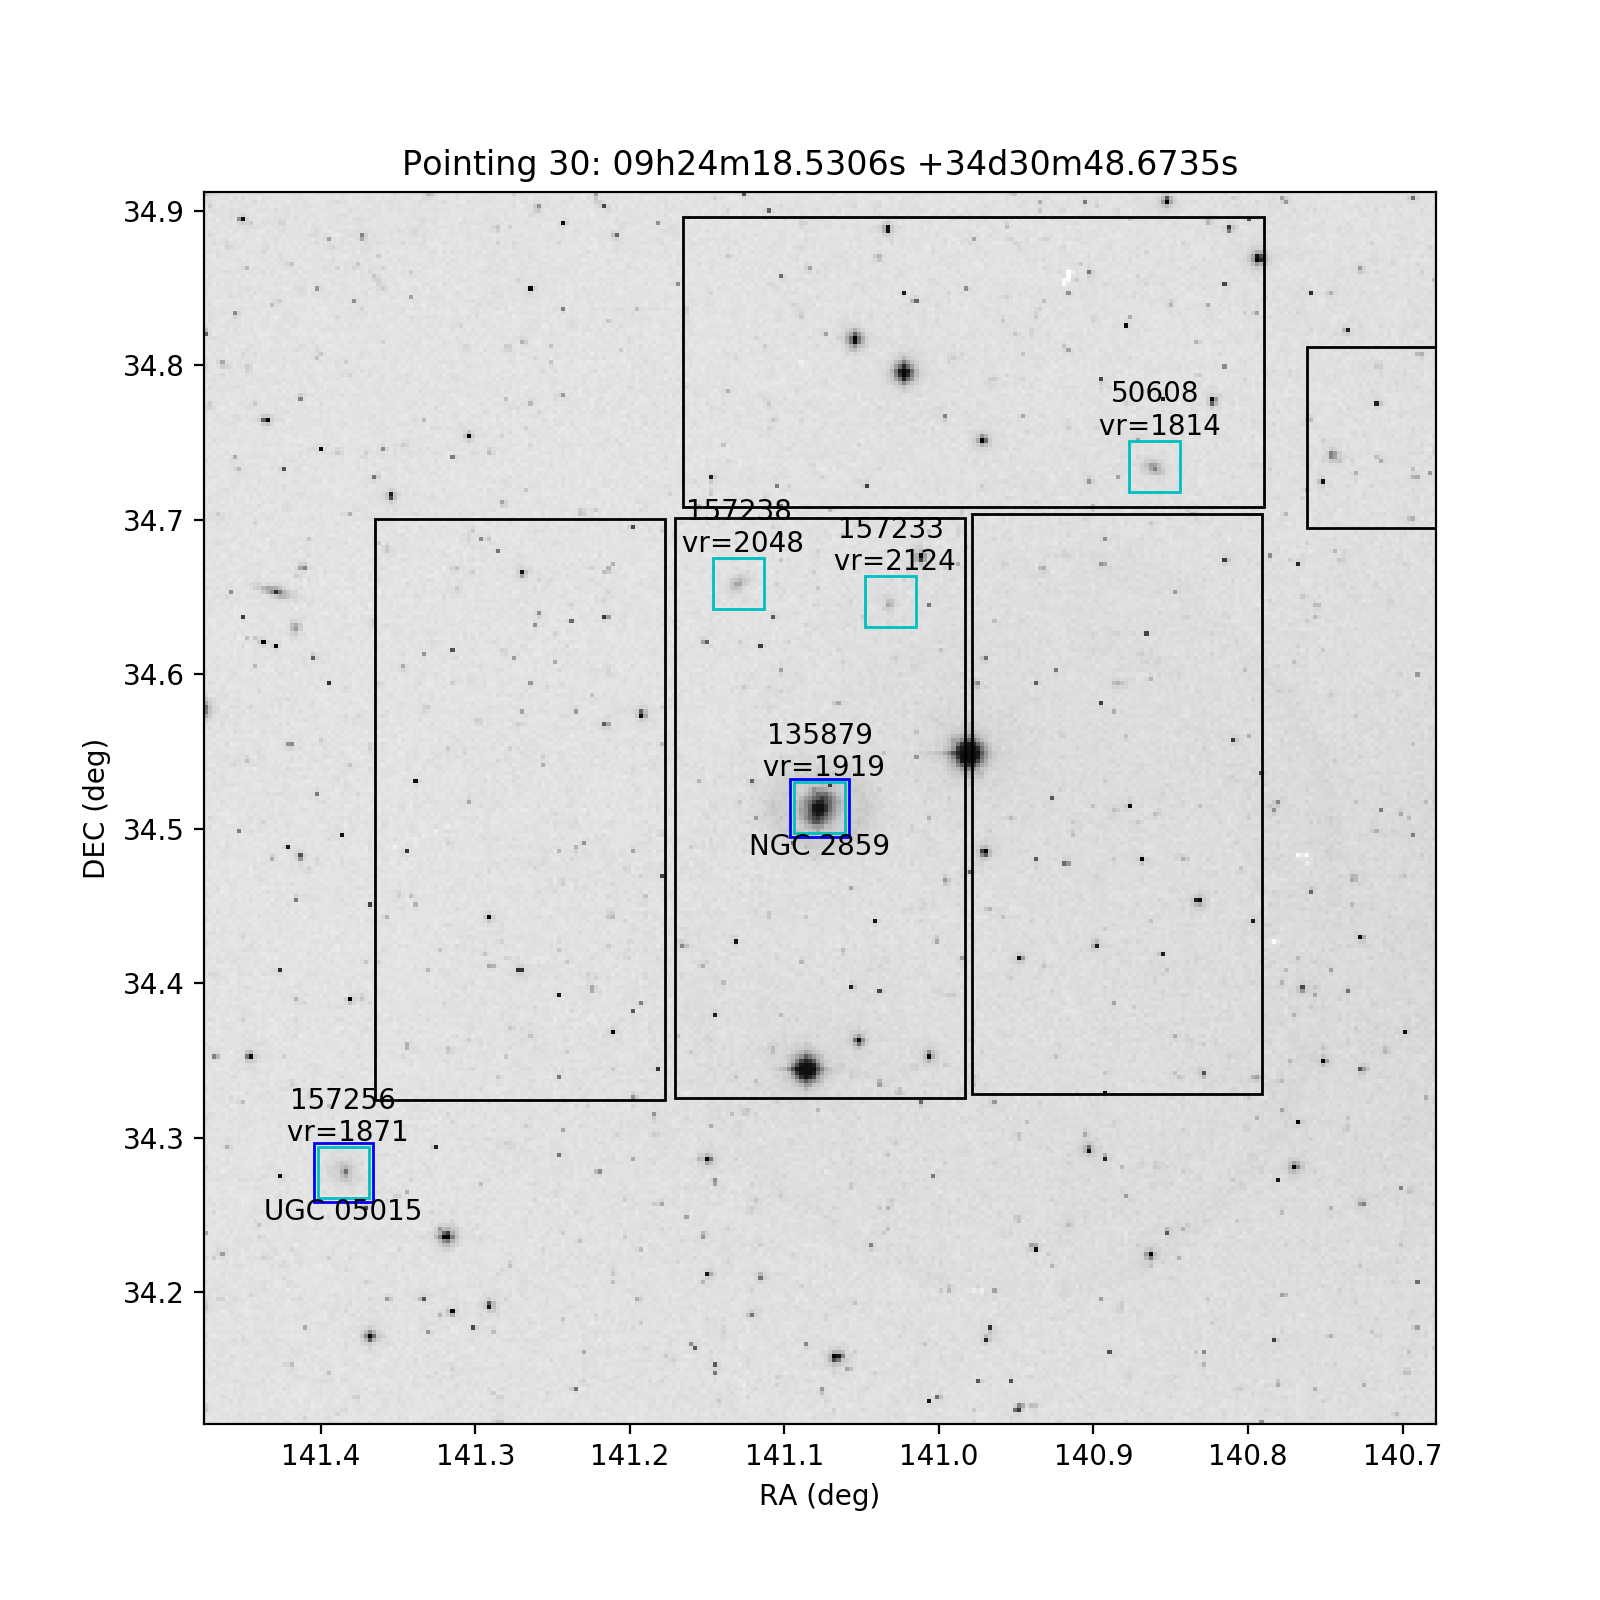 Pointing 30: 09h24m18.5306s +34d30m48.6735s
34.9
34.8
34.7
34.6
34.5
34.4
34.3
34.2
DEC (deg)
50608
vr=1814
157238
vr=2048
157233
vr=2124
135879
vr=1919
NGC 2859
157256
vr=1871
UGC 05015
141.4 141.3 141.2 141.1 141.0 140.9 140.8 140.7
RA (deg)